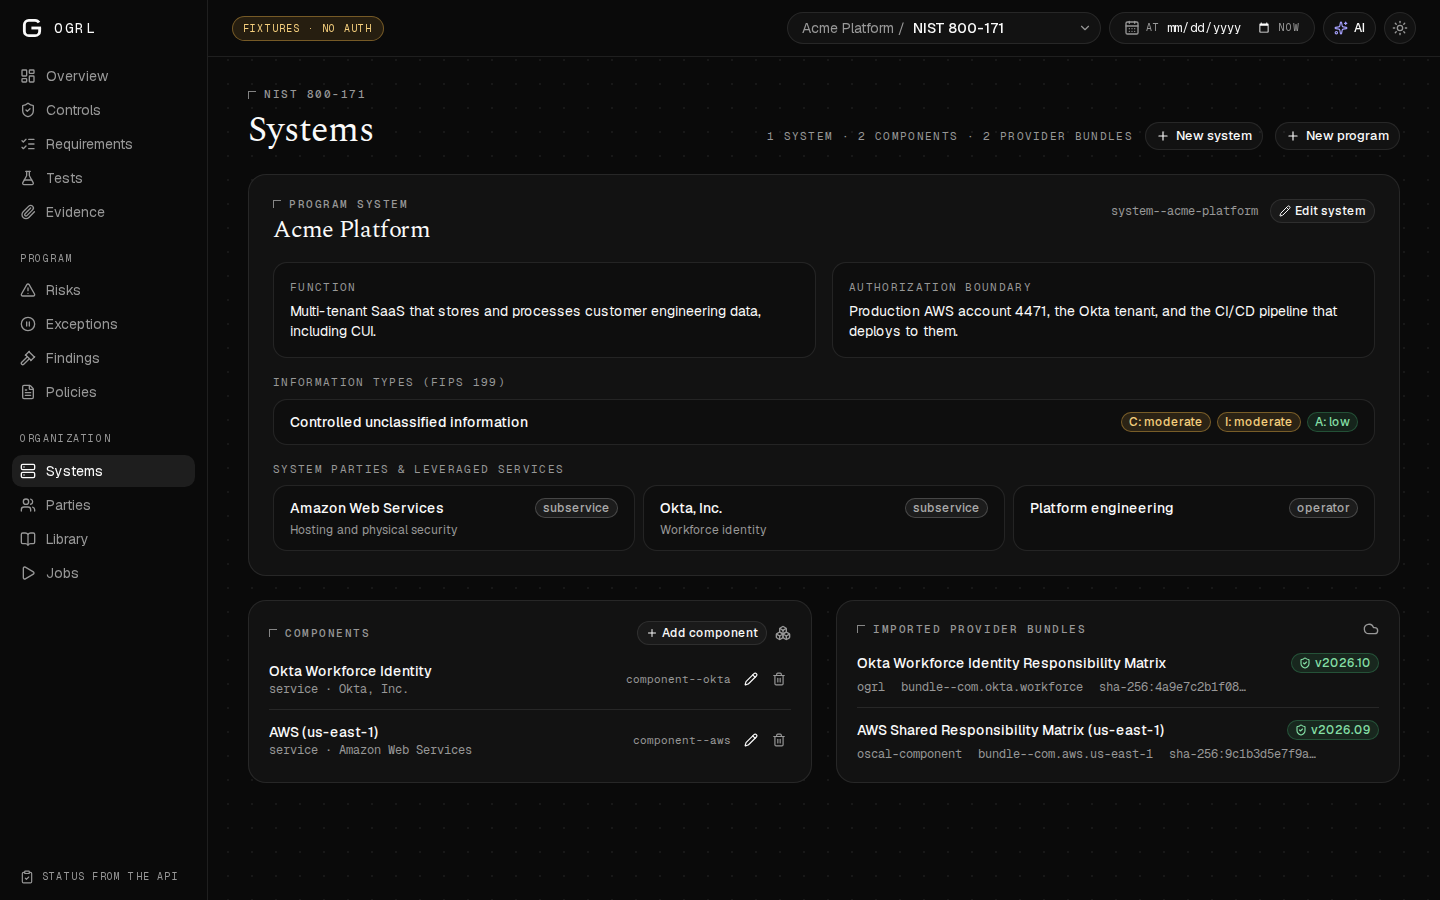 OGRL
FIXTURES · NO AUTH
Acme Platform / NIST 800-171
AT mm/dd/yyyy NOW
AI
Overview
Controls
Requirements
Tests
Evidence
PROGRAM
Risks
Exceptions
Findings
Policies
ORGANIZATION
Systems
Parties
Library
Jobs
STATUS FROM THE API
NIST 800-171
Systems
1 SYSTEM · 2 COMPONENTS · 2 PROVIDER BUNDLES
New system
New program
PROGRAM SYSTEM
Acme Platform
system--acme-platform
Edit system
FUNCTION
Multi-tenant SaaS that stores and processes customer engineering data,
including CUI.
AUTHORIZATION BOUNDARY
Production AWS account 4471, the Okta tenant, and the CI/CD pipeline that
deploys to them.
INFORMATION TYPES (FIPS 199)
Controlled unclassified information
C: moderate
I: moderate
A: low
SYSTEM PARTIES & LEVERAGED SERVICES
Amazon Web Services
subservice
Hosting and physical security
Okta, Inc.
subservice
Workforce identity
Platform engineering
operator
COMPONENTS
Add component
Okta Workforce Identity
service · Okta, Inc.
component--okta
AWS (us-east-1)
service · Amazon Web Services
component--aws
IMPORTED PROVIDER BUNDLES
Okta Workforce Identity Responsibility Matrix
v2026.10
ogrl bundle--com.okta.workforce sha-256:4a9e7c2b1f08…
AWS Shared Responsibility Matrix (us-east-1)
v2026.09
oscal-component bundle--com.aws.us-east-1 sha-256:9c1b3d5e7f9a…